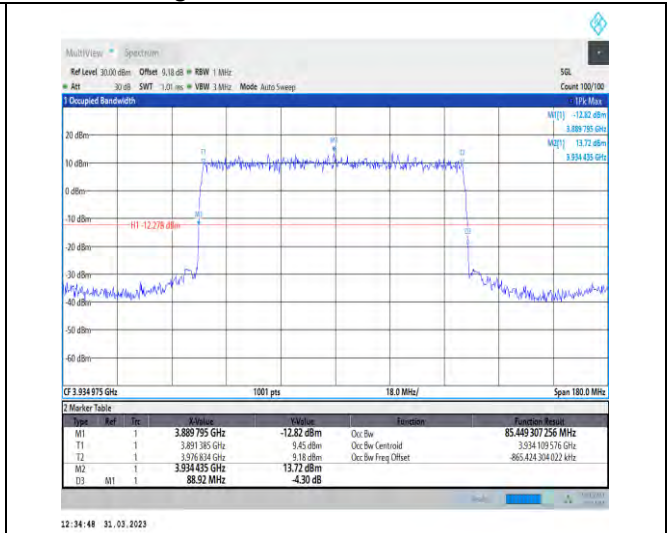 MultiView Spectrum
Ref Level 30.00 dBm Offset 9.18 dB RBW 1 MHz SGL
Att 30 dB SWT 1.01 ms VBW 3 MHz Mode Auto Sweep Count 100/100
1 Occupied Bandwidth 1Pk Max
M1[1] -12.82 dBm
3.889 795 GHz
M2[1] 13.72 dBm
3.934 435 GHz
20 dBm
10 dBm
0 dBm
-10 dBm
H1 -12.278 dBm
M1
-20 dBm
-30 dBm
-40 dBm
-50 dBm
-60 dBm
CF 3.934 975 GHz 1001 pts 18.0 MHz/ Span 180.0 MHz
2 Marker Table
Type Ref Trc X-Value Y-Value Function Function Result
M1 1 3.889 795 GHz -12.82 dBm Occ Bw 85.449 307 256 MHz
T1 1 3.891 385 GHz 9.45 dBm Occ Bw Centroid 3.934 109 576 GHz
T2 1 3.976 834 GHz 9.18 dBm Occ Bw Freq Offset -865.424 304 022 kHz
M2 1 3.934 435 GHz 13.72 dBm
D3 M1 1 88.92 MHz -4.30 dB
12:34:48 31.03.2023